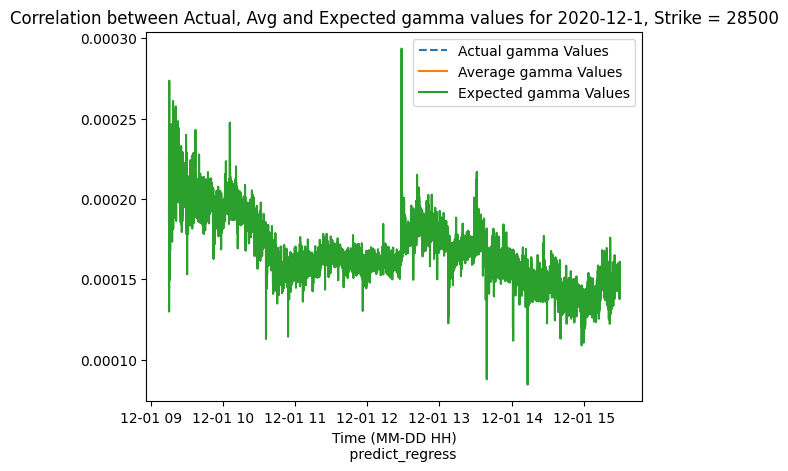 Correlation between Actual, Avg and Expected gamma values for 2020-12-1, Strike = 28500
0.00030
Actual gamma Values
Average gamma Values
Expected gamma Values
0.00025
0.00020
0.00015
0.00010
12-01 09 12-01 10 12-01 11 12-01 12 12-01 13 12-01 14 12-01 15
Time (MM-DD HH)
predict_regress